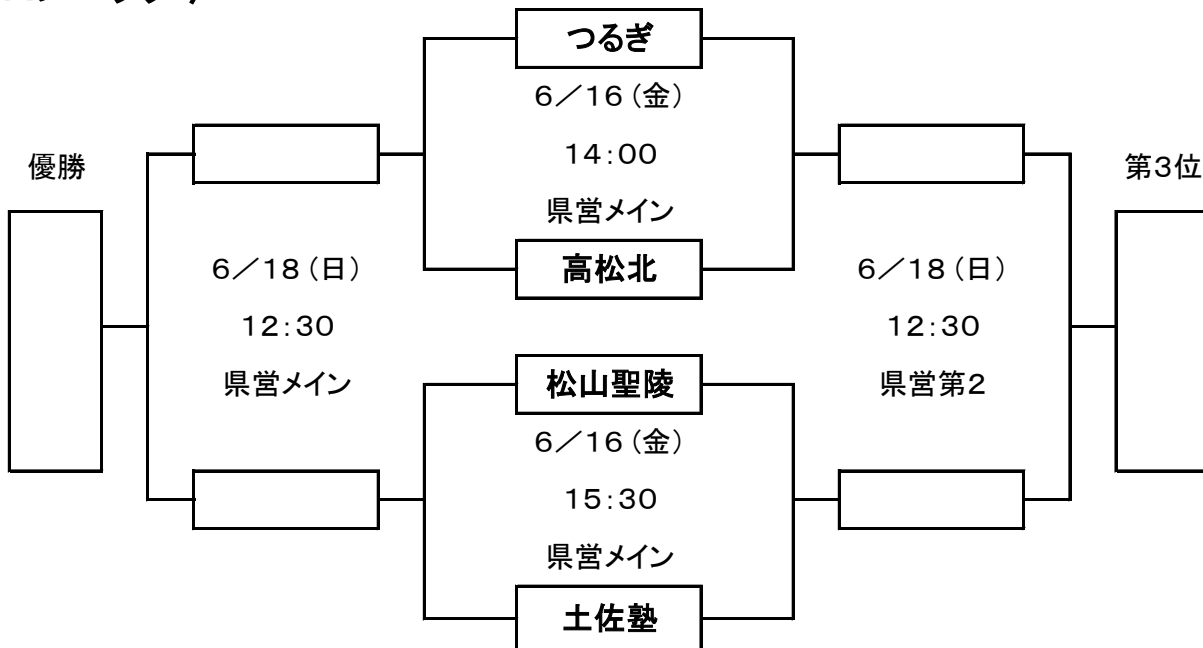 つるぎ
6／16（金）
14：00
県営メイン
高松北
優勝
第3位
6／18（日）
12：30
県営メイン
6／18（日）
12：30
県営第2
松山聖陵
6／16（金）
15：30
県営メイン
土佐塾